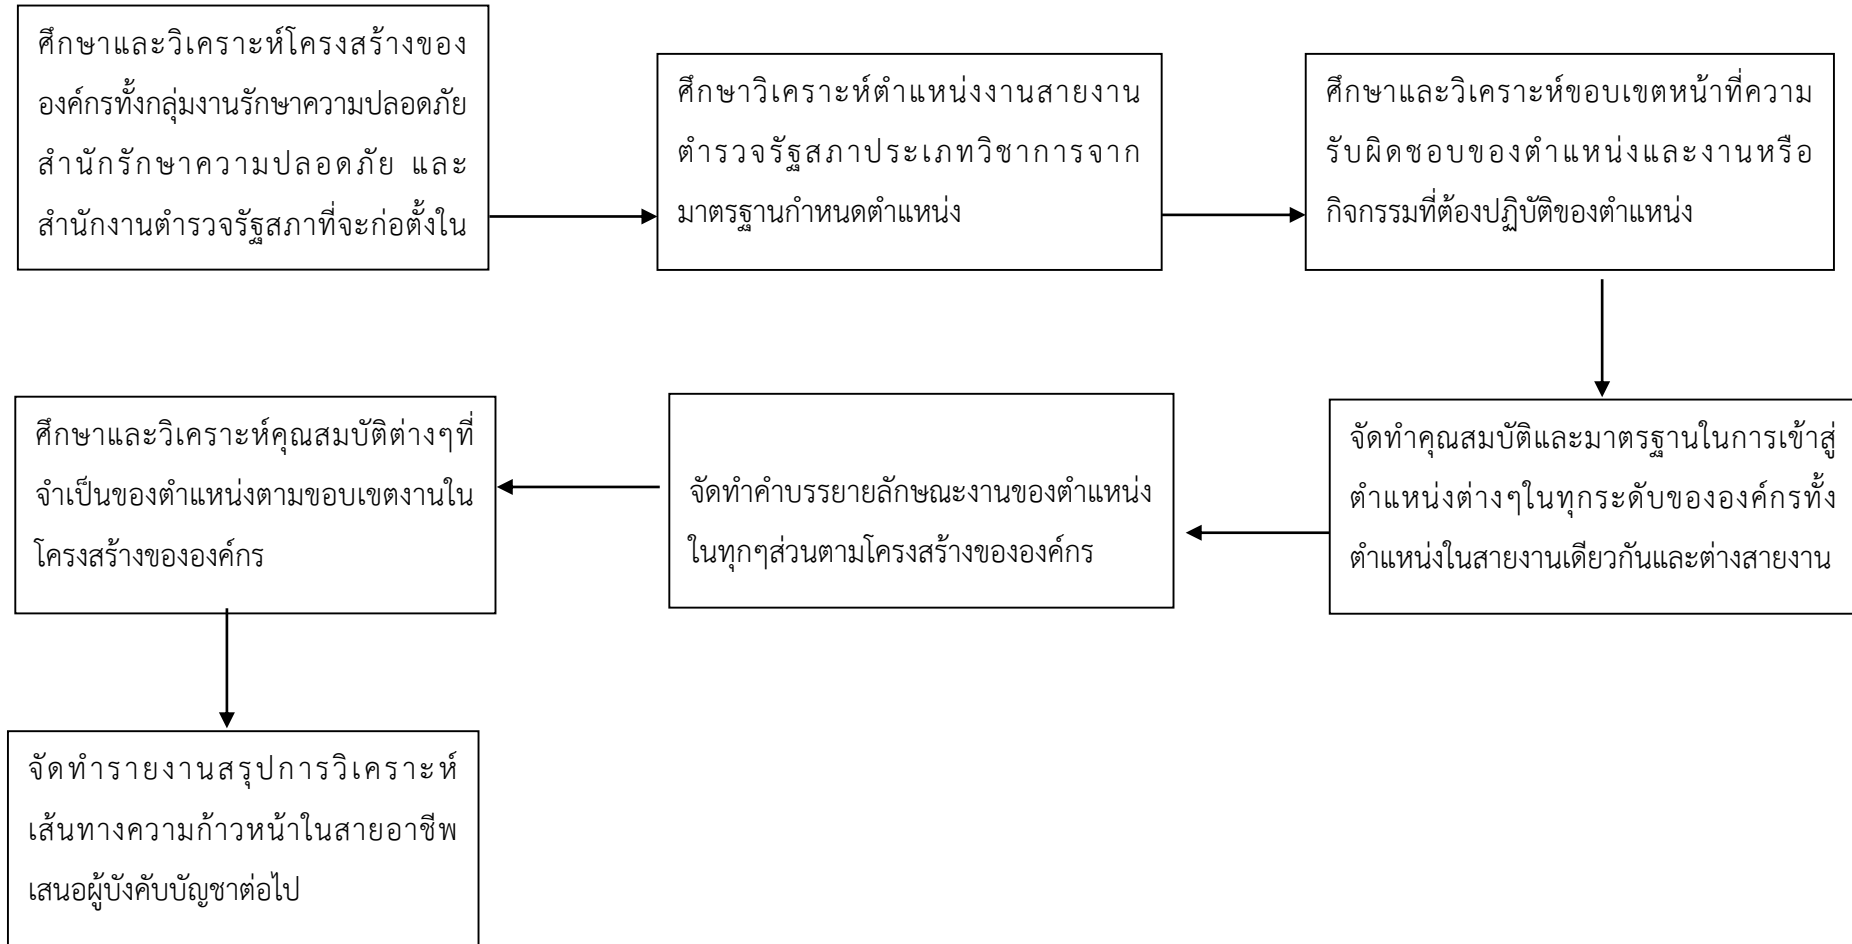 ศึกษาและวิเคราะห์โครงสร้างของ
องค์กรทั้งกลุ่มงานรักษาความปลอดภัย
สำนักรักษาความปลอดภัย และ
สำนักงานตำรวจรัฐสภาที่จะก่อตั้งใน
ศึกษาวิเคราะห์ตำแหน่งงานสายงาน
ตำรวจรัฐสภาประเภทวิชาการจาก
มาตรฐานกำหนดตำแหน่ง
ศึกษาและวิเคราะห์ขอบเขตหน้าที่ความ
รับผิดชอบของตำแหน่งและงานหรือ
กิจกรรมที่ต้องปฏิบัติของตำแหน่ง
จัดทำคุณสมบัติและมาตรฐานในการเข้าสู่
ตำแหน่งต่างๆในทุกระดับขององค์กรทั้ง
ตำแหน่งในสายงานเดียวกันและต่างสายงาน
จัดทำคำบรรยายลักษณะงานของตำแหน่ง
ในทุกๆส่วนตามโครงสร้างขององค์กร
ศึกษาและวิเคราะห์คุณสมบัติต่างๆที่
จำเป็นของตำแหน่งตามขอบเขตงานใน
โครงสร้างขององค์กร
จัดทำรายงานสรุปการวิเคราะห์
เส้นทางความก้าวหน้าในสายอาชีพ
เสนอผู้บังคับบัญชาต่อไป